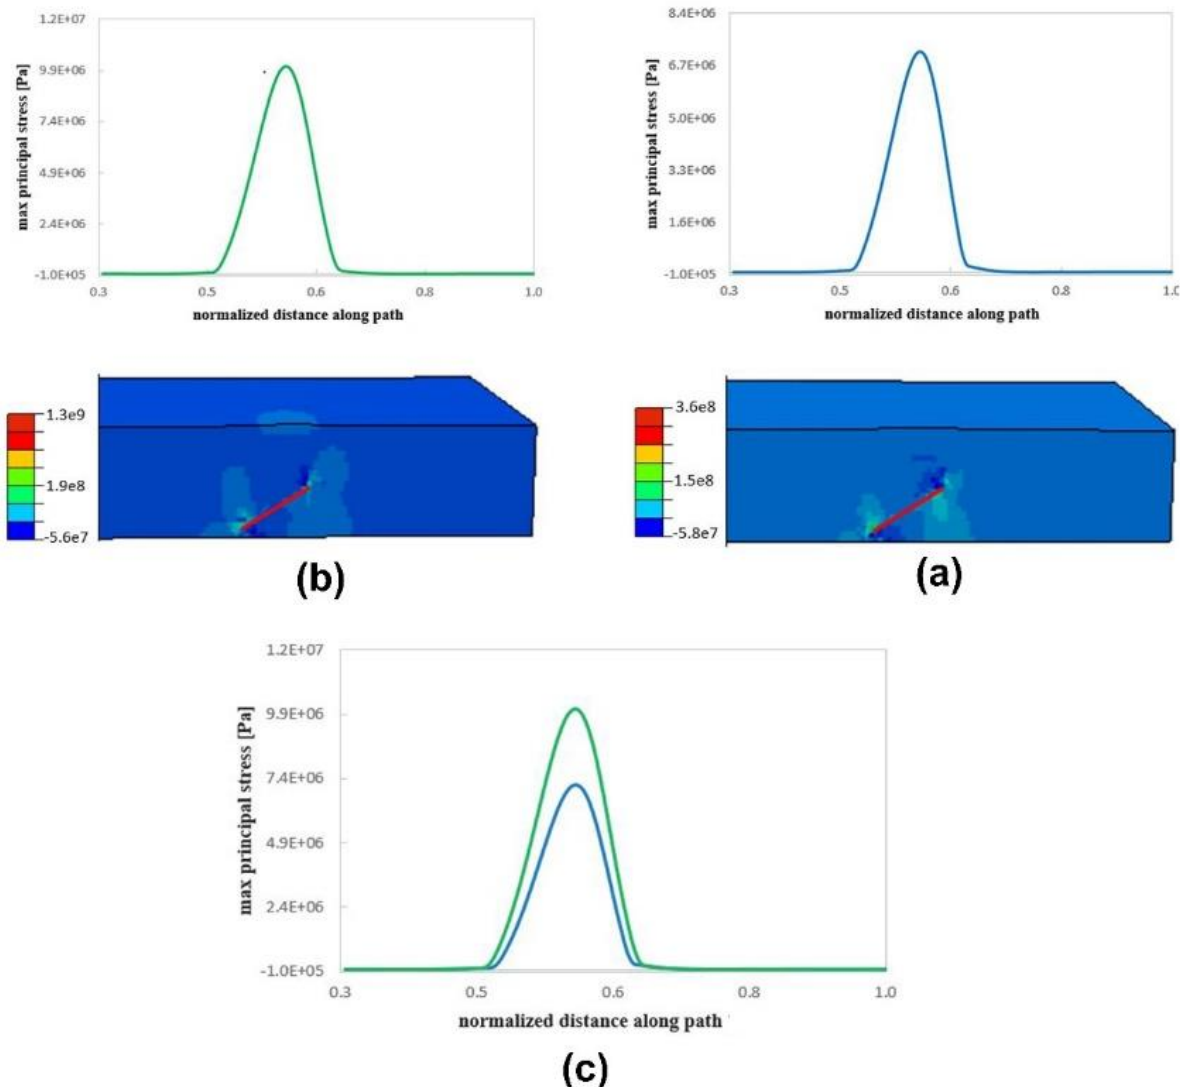 1.2E+07
9.9E+06
7.4E+06
4.9E+06
2.4E+06
-1.0E+05
0.3
0.5
0.6
0.8
1.0
max principal stress [Pa]
normalized distance along path
8.4E+06
6.7E+06
5.0E+06
3.3E+06
1.6E+06
-1.0E+05
0.3
0.5
0.6
0.8
1.0
max principal stress [Pa]
normalized distance along path
1.3e9
1.9e8
-5.6e7
(b)
3.6e8
1.5e8
-5.8e7
(a)
1.2E+07
9.9E+06
7.4E+06
4.9E+06
2.4E+06
-1.0E+05
0.3
0.5
0.6
0.8
1.0
max principal stress [Pa]
normalized distance along path
(c)